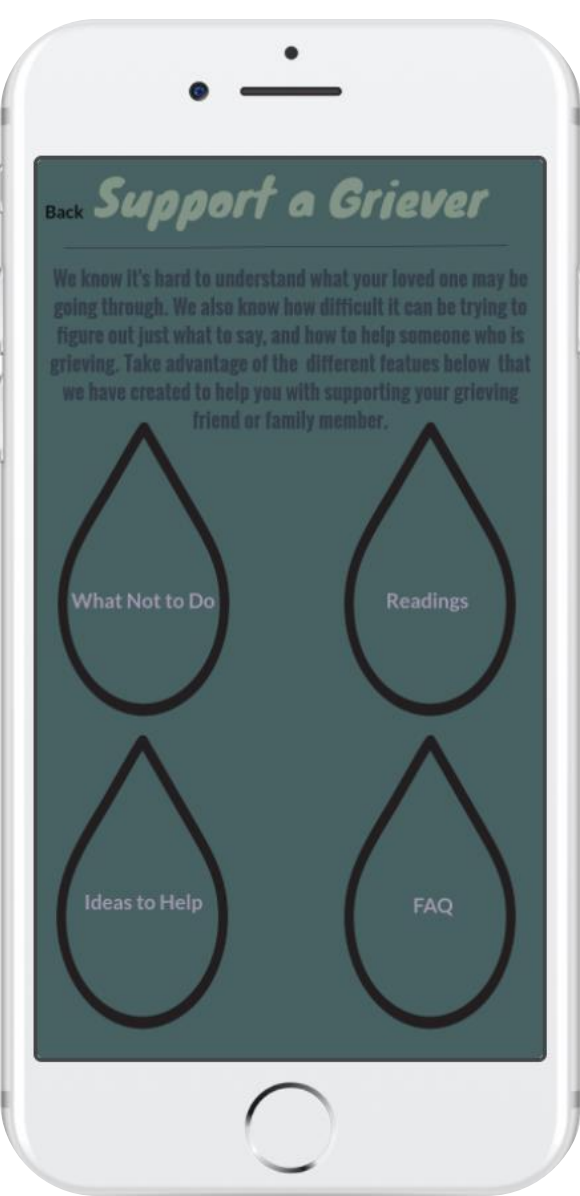 Back Support a Griever
We know it's hard to understand what your loved one may be
going through. We also know how difficult it can be trying to
figure out just what to say, and how to help someone who is
grieving. Take advantage of the different featues below that
we have created to help you with supporting your grieving
friend or family member.
What Not to Do
Readings
Ideas to Help
FAQ